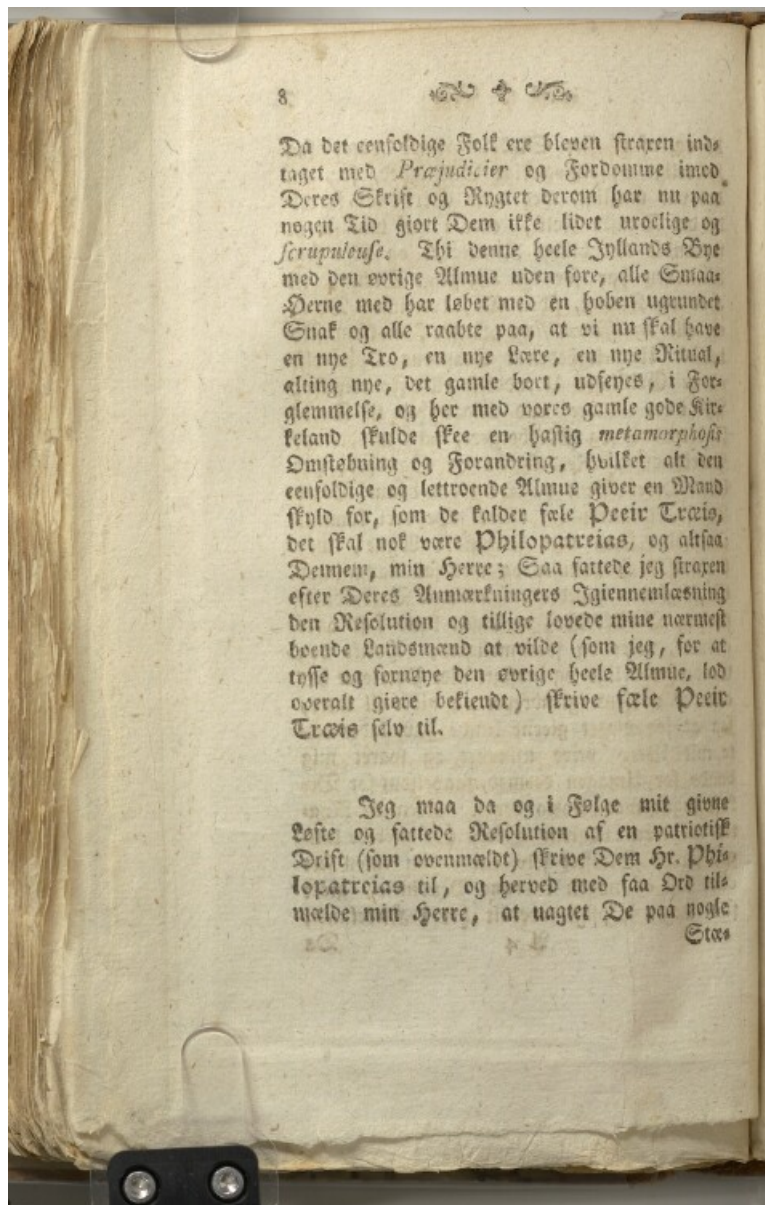 8
Da det eenfoldige Folk ere bleven straxen ind-
taget med Præjudicier og Fordomme imod
Deres Skrift og Rygtet derom har nu paa
nogen Tid giort Dem ikke lidet uroelige og
scrupuleuse. Thi denne heele Jyllands Bye
med den øvrige Almue uden fore, alle Smaa-
Herne med har løbet med en hoben ugrundet
Snak og alle raabte paa, at vi nu skal have
en nye Tro, en nye Lære, en nye Ritual,
alting nye, det gamle bort, udfeyes, i For-
glemmelse, og her med vores gamle gode Kir-
keland skulde skee en hastig metamorphosis
Omstøbning og Forandring, hvilket alt den
eenfoldige og lettroende Almue giver en Mand
skyld for, som de kalder fæle Peeir Træis,
det skal nok være Philopatreias, og altsaa
Dennem, min Herre; Saa fattede jeg straxen
efter Deres Anmærkningers Igiennemlæsning
den Resolution og tillige lovede mine nærmest
boende Landsmænd at vilde (som jeg, for at
tysse og fornøye den øvrige heele Almue, lod
overalt giøre bekiendt) skrive fæle Peeir
Træis selv til.
Jeg maa da og i Følge mit givne
Løfte og fattede Resolution af en patriotisk
Drift (som ovenmældt) skrive Dem Hr. Phi-
lopatreias til, og herved med faa Ord til-
mælde min Herre, at uagtet De paa nogle
Stæ-